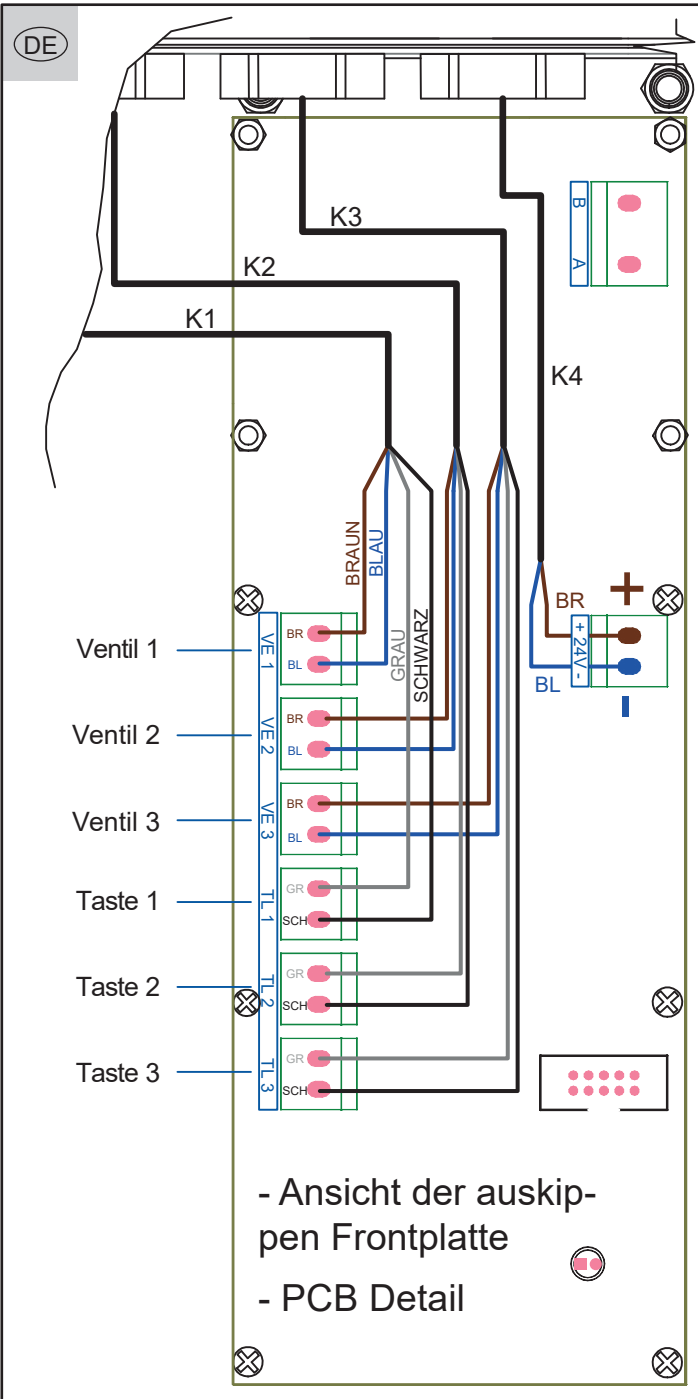 DE
K3
K2
K1
K4
B
A
BRAUN
BLAU
GRAU
SCHWARZ
BR
+
+ 24V -
BL
-
Ventil 1
VE 1
BR
BL
Ventil 2
VE 2
BR
BL
Ventil 3
VE 3
BR
BL
Taste 1
TL 1
GR
SCH
Taste 2
TL 2
GR
SCH
Taste 3
TL 3
GR
SCH
- Ansicht der auskip-
pen Frontplatte
- PCB Detail